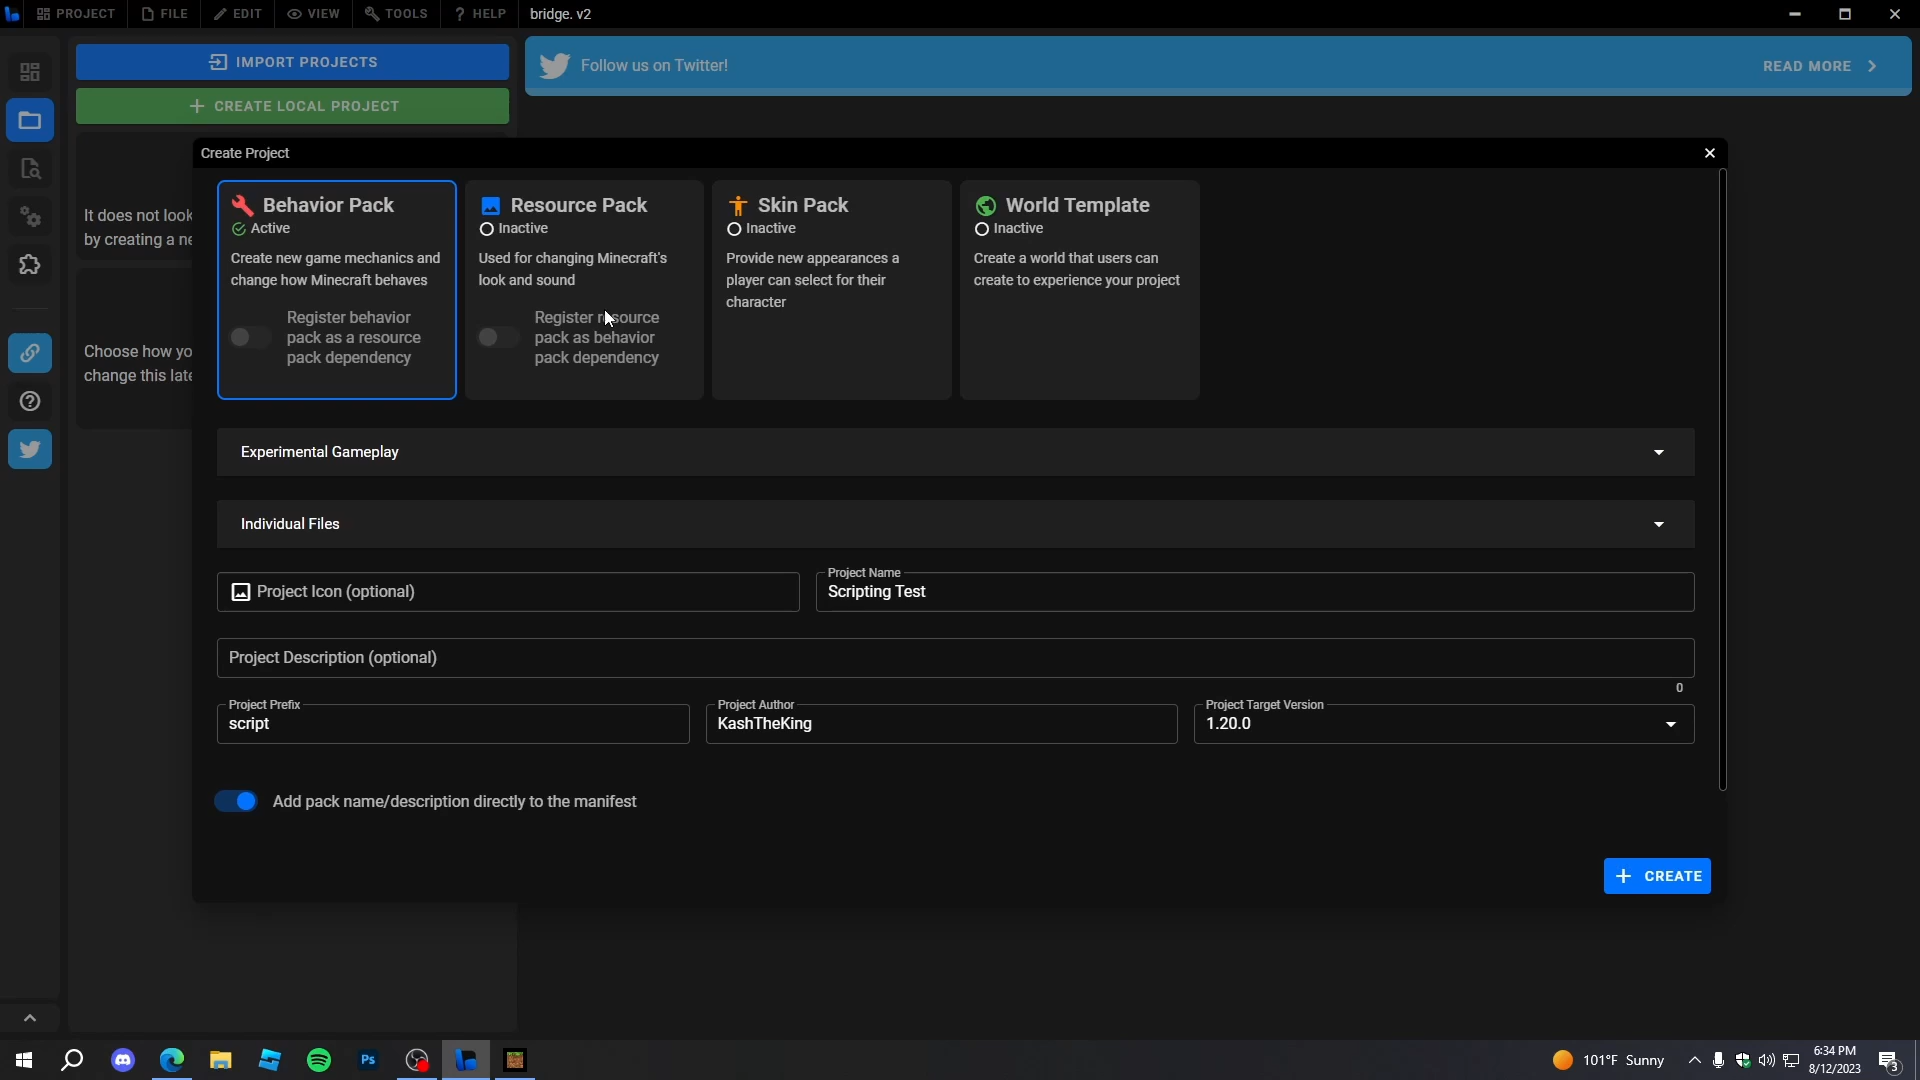 PROJECT FILE EDIT VIEW TOOLS ? HELP bridge. v2
IMPORT PROJECTS
+ CREATE LOCAL PROJECT
Follow us on Twitter!
READ MORE
It does not look
by creating a ne
Choose how yo
change this late
Create Project
Behavior Pack
Active
Create new game mechanics and
change how Minecraft behaves
Register behavior
pack as a resource
pack dependency
Resource Pack
Inactive
Used for changing Minecraft's
look and sound
Register resource
pack as behavior
pack dependency
Skin Pack
Inactive
Provide new appearances a
player can select for their
character
World Template
Inactive
Create a world that users can
create to experience your project
Experimental Gameplay
Individual Files
Project Icon (optional)
Project Name
Scripting Test
Project Description (optional)
0
Project Prefix
script
Project Author
KashTheKing
Project Target Version
1.20.0
Add pack name/description directly to the manifest
+ CREATE
Ps
101°F Sunny
6:34 PM
8/12/2023
3